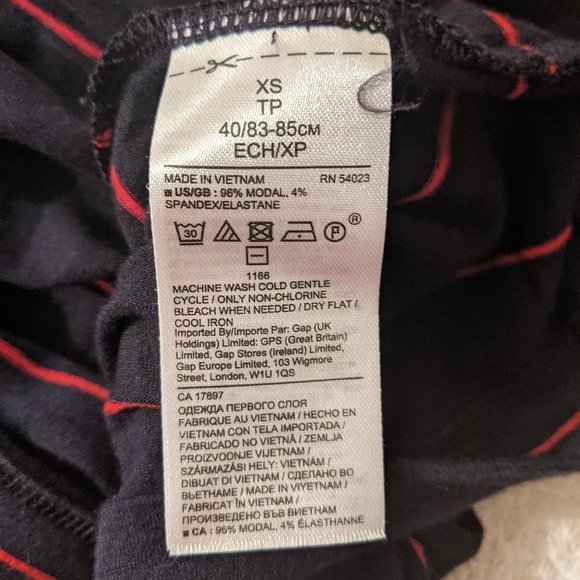 XS
TP
40/83-85CM
ECH/XP
MADE IN VIETNAM RN 54023
US/GB : 96% MODAL, 4%
SPANDEX/ELASTANE
30 P ®
1166
MACHINE WASH COLD GENTLE
CYCLE / ONLY NON-CHLORINE
BLEACH WHEN NEEDED / DRY FLAT /
COOL IRON
Imported By/Importe Par: Gap (UK
Holdings) Limited: GPS (Great Britain)
Limited, Gap Stores (Ireland) Limited,
Gap Europe Limited, 103 Wigmore
Street, London, W1U 1QS
CA 17897
ОДЕЖДА ПЕРВОГО СЛОЯ
FABRIQUE AU VIETNAM / HECHO EN
VIETNAM CON TELA IMPORTADA /
FABRICADO NO VIETNÃ / ZEMLJA
PROIZVODNJE VIJETNAM /
SZÁRMAZÁSI HELY: VIETNÁM /
DIBUAT DI VIETNAM / СДЕЛАНО ВО
ВЬЕТНАМЕ / MADE IN VIYETNAM /
FABRICAT ÎN VIETNAM /
ПРОИЗВЕДЕНО ВЪВ ВИЕТНАМ
CA : 96% MODAL, 4% ÉLASTHANNE